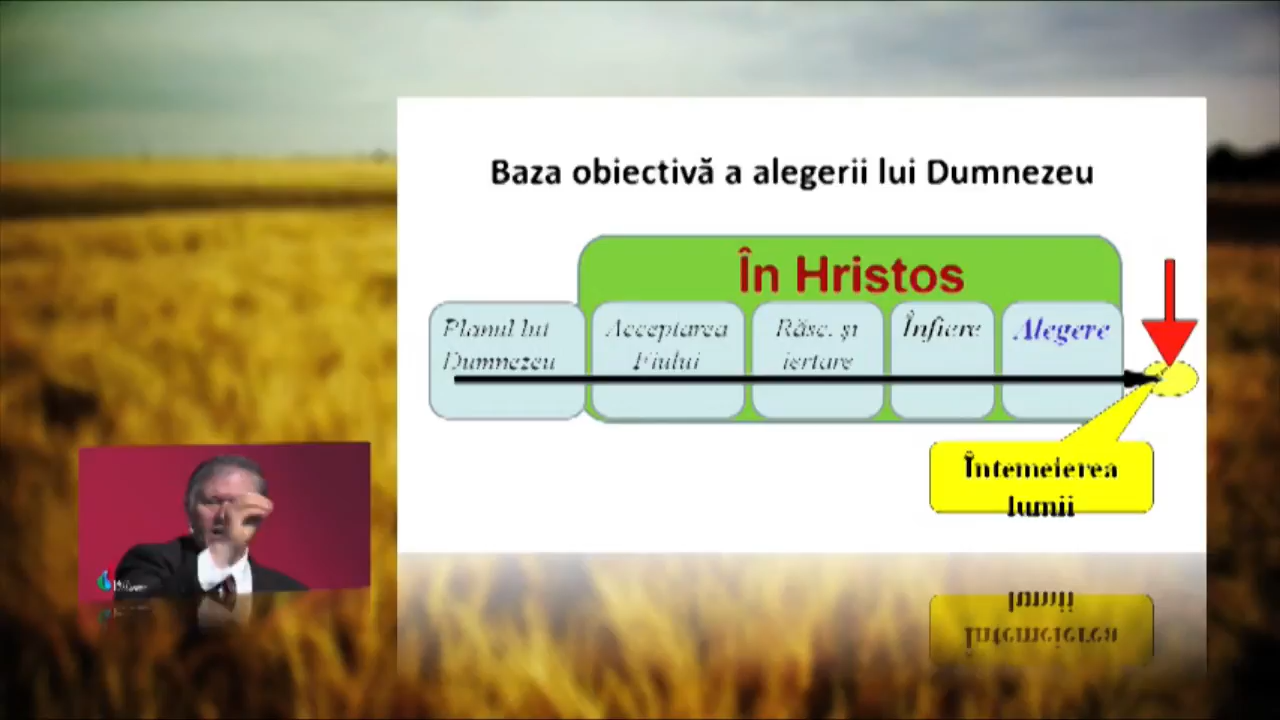 Baza obiectivă a alegerii lui Dumnezeu
În Hristos
Planul lui
Dumnezeu
Acceptarea
Fiului
Răsc. și
iertare
Înfiere
Alegere
Întemeierea
lumii